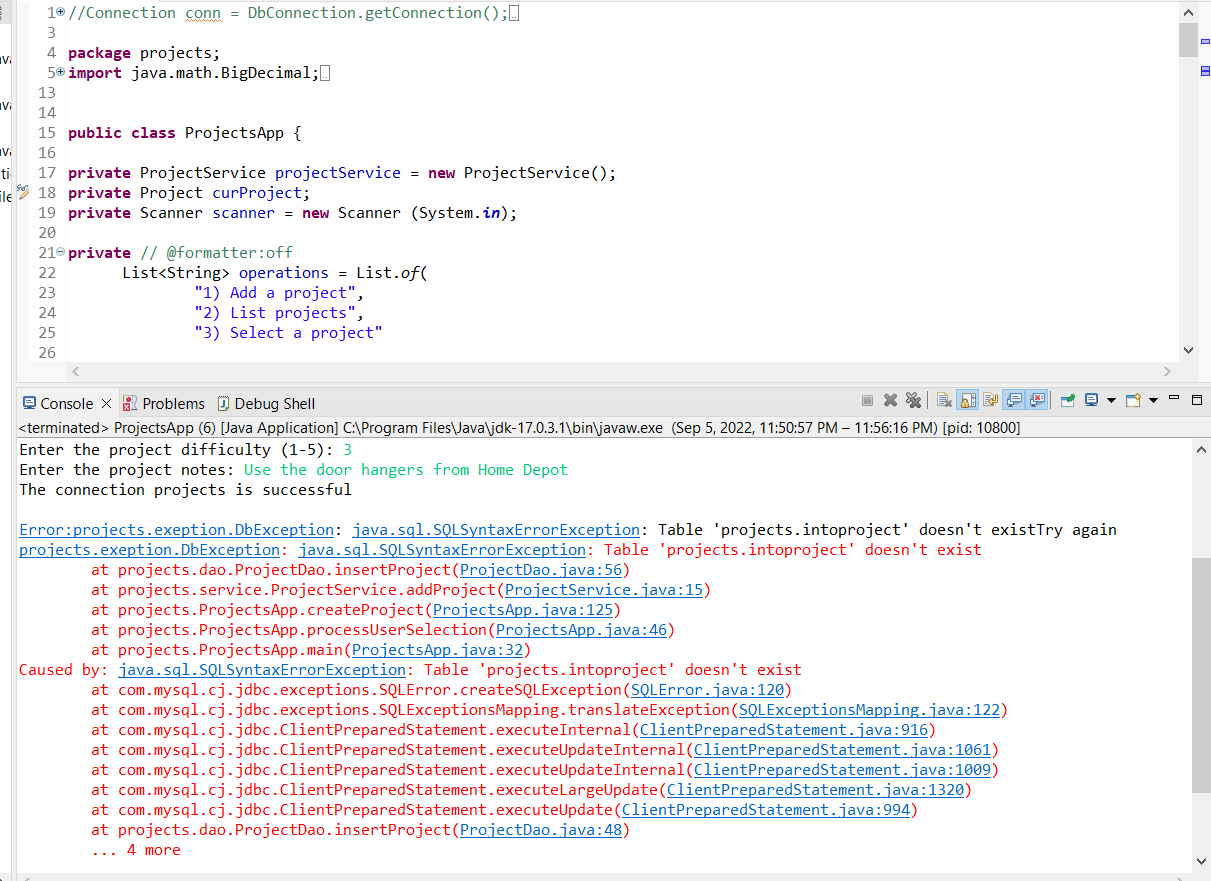 1 //Connection conn = DbConnection.getConnection();
3
4 package projects;
5 import java.math.BigDecimal;
13
14
15 public class ProjectsApp {
16
17 private ProjectService projectService = new ProjectService();
18 private Project curProject;
19 private Scanner scanner = new Scanner (System.in);
20
21 private // @formatter:off
22 List<String> operations = List.of(
23 "1) Add a project",
24 "2) List projects",
25 "3) Select a project"
26
Console Problems Debug Shell
<terminated> ProjectsApp (6) [Java Application] C:\Program Files\Java\jdk-17.0.3.1\bin\javaw.exe (Sep 5, 2022, 11:50:57 PM – 11:56:16 PM) [pid: 10800]
Enter the project difficulty (1-5): 3
Enter the project notes: Use the door hangers from Home Depot
The connection projects is successful
Error:projects.exeption.DbException: java.sql.SQLSyntaxErrorException: Table 'projects.intoproject' doesn't existTry again
projects.exeption.DbException: java.sql.SQLSyntaxErrorException: Table 'projects.intoproject' doesn't exist
at projects.dao.ProjectDao.insertProject(ProjectDao.java:56)
at projects.service.ProjectService.addProject(ProjectService.java:15)
at projects.ProjectsApp.createProject(ProjectsApp.java:125)
at projects.ProjectsApp.processUserSelection(ProjectsApp.java:46)
at projects.ProjectsApp.main(ProjectsApp.java:32)
Caused by: java.sql.SQLSyntaxErrorException: Table 'projects.intoproject' doesn't exist
at com.mysql.cj.jdbc.exceptions.SQLError.createSQLException(SQLError.java:120)
at com.mysql.cj.jdbc.exceptions.SQLExceptionsMapping.translateException(SQLExceptionsMapping.java:122)
at com.mysql.cj.jdbc.ClientPreparedStatement.executeInternal(ClientPreparedStatement.java:916)
at com.mysql.cj.jdbc.ClientPreparedStatement.executeUpdateInternal(ClientPreparedStatement.java:1061)
at com.mysql.cj.jdbc.ClientPreparedStatement.executeUpdateInternal(ClientPreparedStatement.java:1009)
at com.mysql.cj.jdbc.ClientPreparedStatement.executeLargeUpdate(ClientPreparedStatement.java:1320)
at com.mysql.cj.jdbc.ClientPreparedStatement.executeUpdate(ClientPreparedStatement.java:994)
at projects.dao.ProjectDao.insertProject(ProjectDao.java:48)
... 4 more